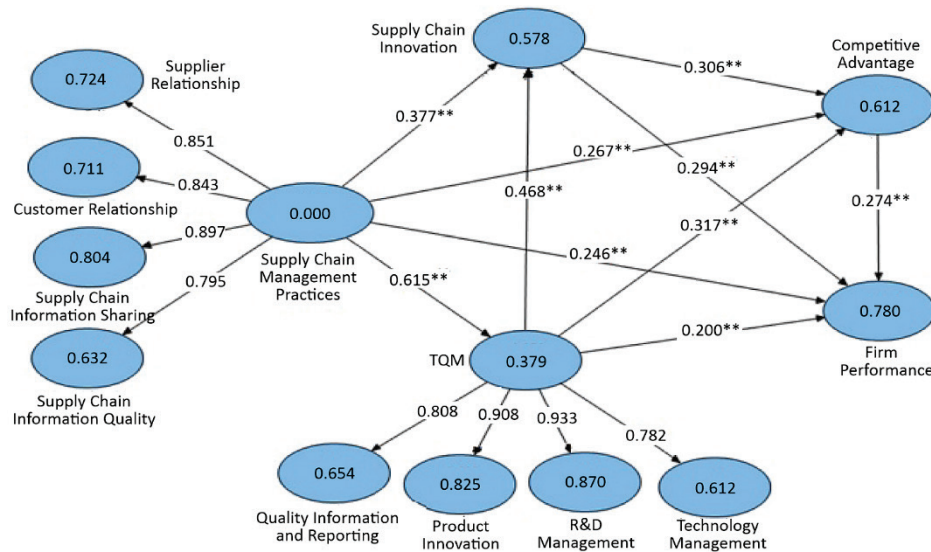 Supply Chain
Innovation
0.578
Competitive
Advantage
0.612
Supplier
Relationship
0.724
0.851
0.711
Customer Relationship
0.843
0.804
Supply Chain
Information Sharing
0.897
0.632
Supply Chain
Information Quality
0.795
0.000
Supply Chain
Management
Practices
0.377**
0.306**
0.267**
0.294**
0.468**
0.274**
0.317**
0.246**
0.615**
0.200**
0.780
Firm
Performance
TQM
0.379
0.808
0.908
0.933
0.782
0.654
Quality Information
and Reporting
0.825
Product
Innovation
0.870
R&D
Management
0.612
Technology
Management